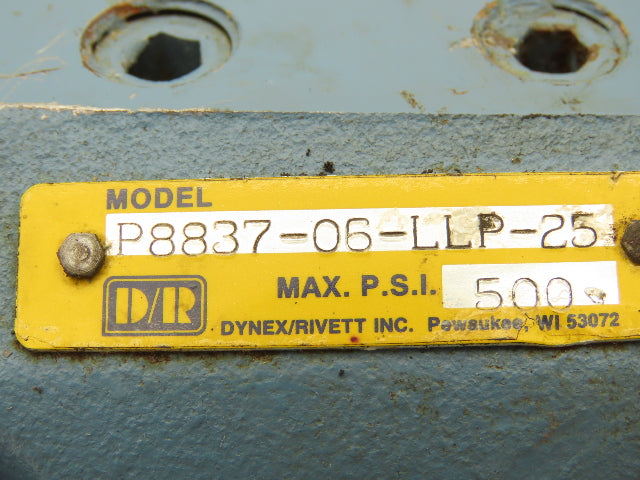 MODEL
P8837-06-LLP-25
D/R
MAX. P.S.I. 500
DYNEX/RIVETT INC. Pewaukee, WI 53072